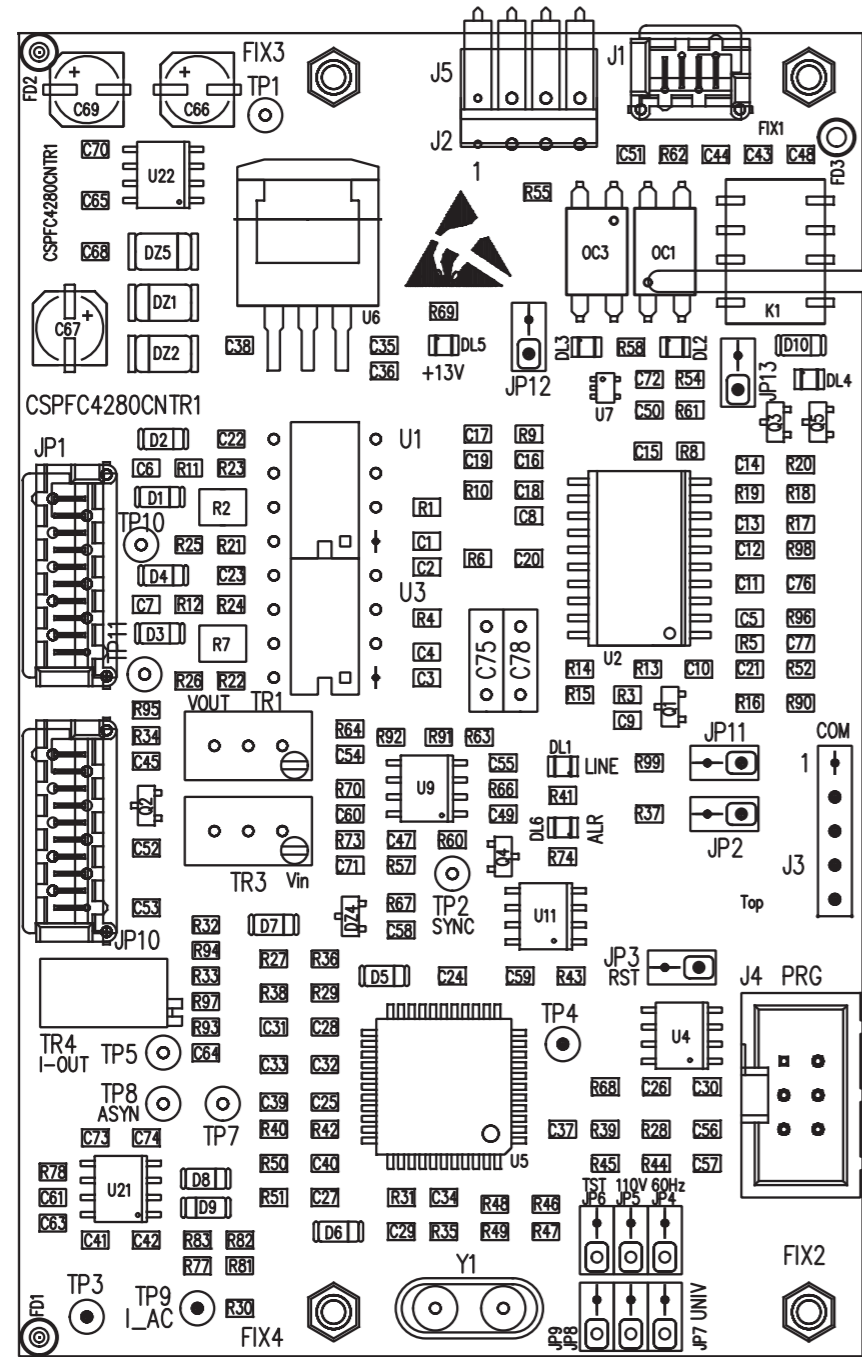 FD2
FIX3
TP1
C69
C66
J5
J2
1
J1
FIX1
FD3
C70
U22
C65
C68
CSPFC4280CNTR1
DZ5
DZ1
DZ2
C67
C51 R62 C44 C43 C48
R55
OC3
OC1
K1
U6
C38
C35
C36
R69
DL5
+13V
JP12
DL3
R58
DL2
D10
JP13
DL4
U7
C72 R54
C50 R61
C15 R8
Q3
Q5
CSPFC4280CNTR1
JP1
D2 C22
C6 R11 R23
D1
R2
TP10
R25 R21
D4 C23
C7 R12 R24
D3
R7
TP11
R26 R22
U1
U3
R1
C1
C2
R4
C4
C3
C17 R9
C19 C16
R10 C18
C8
R6 C20
C75
C78
U2
C14 R20
R19 R18
C13 R17
C12 R98
C11 C76
C5 R96
R5 C77
C21 R52
R16 R90
R14 R13 C10
R15 R3
C9
Q1
R95
R34
C45
Q2
C52
C53
JP10
VOUT TR1
TR3 Vin
R64
C54
R70
C60
R73
C71
R92 R91 R63
U9
C55
R66
C49
C47 R60
R57
Q4
DL1
LINE
R41
DL6
ALR
R74
R99
R37
JP11
JP2
COM
1
J3
Top
TP2
SYNC
DZ4
R67
C58
U11
R32
R94
R33
R97
R93
C64
D7
R27 R36
R38 R29
C31 C28
C33 C32
C39 C25
R40 R42
R50 C40
R51 C27
D5 C24 C59 R43
JP3
RST
J4 PRG
TR4
I-OUT
TP5
TP8
ASYN
TP7
TP4
U4
U5
R68 C26 C30
C37 R39 R28 C56
R45 R44 C57
C73 C74
R78
C61
C63
U21
D8
D9
C41 C42
R83 R82
R77 R81
D6
R31 C34
R48 R46
C29 R35 R49 R47
TST 110V 60Hz
JP6 JP5 JP4
Y1
FIX2
TP3
TP9
I_AC
R30
FD1
FIX4
JP9
JP8
JP7 UNIV